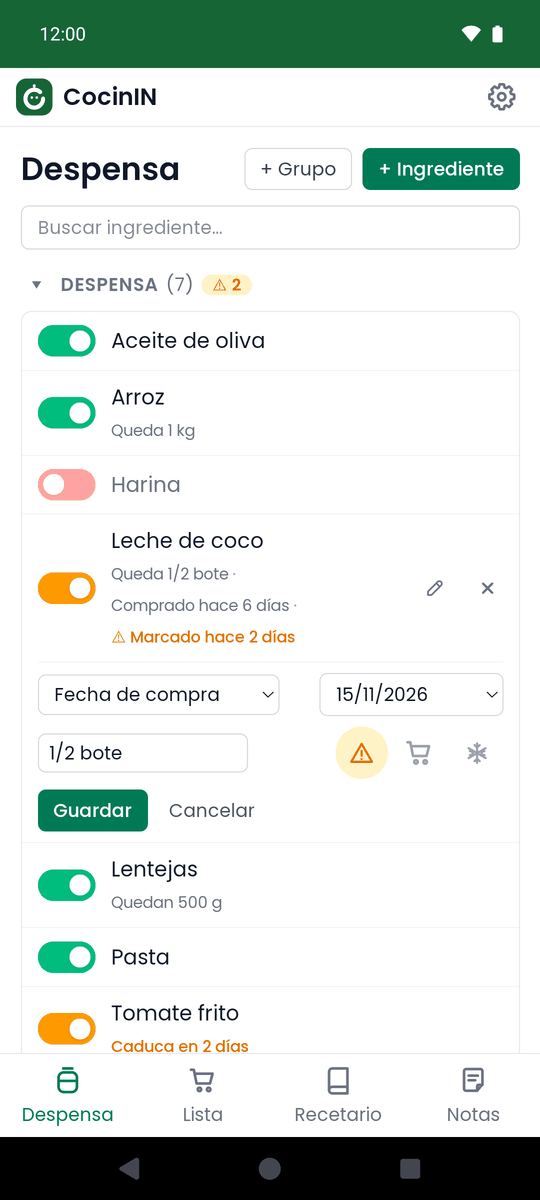 12:00
CocinIN
Despensa
+ Grupo
+ Ingrediente
Buscar ingrediente...
▼ DESPENSA (7) ⚠ 2
Aceite de oliva
Arroz
Queda 1 kg
Harina
Leche de coco
Queda 1/2 bote ·
Comprado hace 6 días ·
⚠ Marcado hace 2 días
Fecha de compra
15/11/2026
1/2 bote
Guardar
Cancelar
Lentejas
Quedan 500 g
Pasta
Tomate frito
Caduca en 2 días
Despensa
Lista
Recetario
Notas